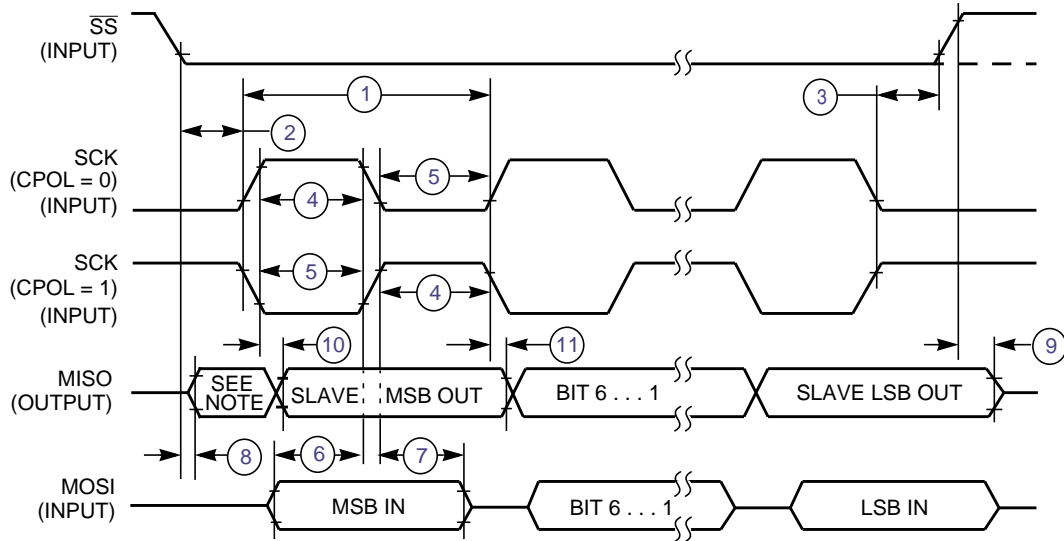 SS
(INPUT)
1
3
2
SCK
(CPOL = 0)
(INPUT)
5
4
SCK
(CPOL = 1)
(INPUT)
5
4
10
11
9
MISO
(OUTPUT)
SEE
NOTE
SLAVE
MSB OUT
BIT 6 . . . 1
SLAVE LSB OUT
8
6
7
MOSI
(INPUT)
MSB IN
BIT 6 . . . 1
LSB IN